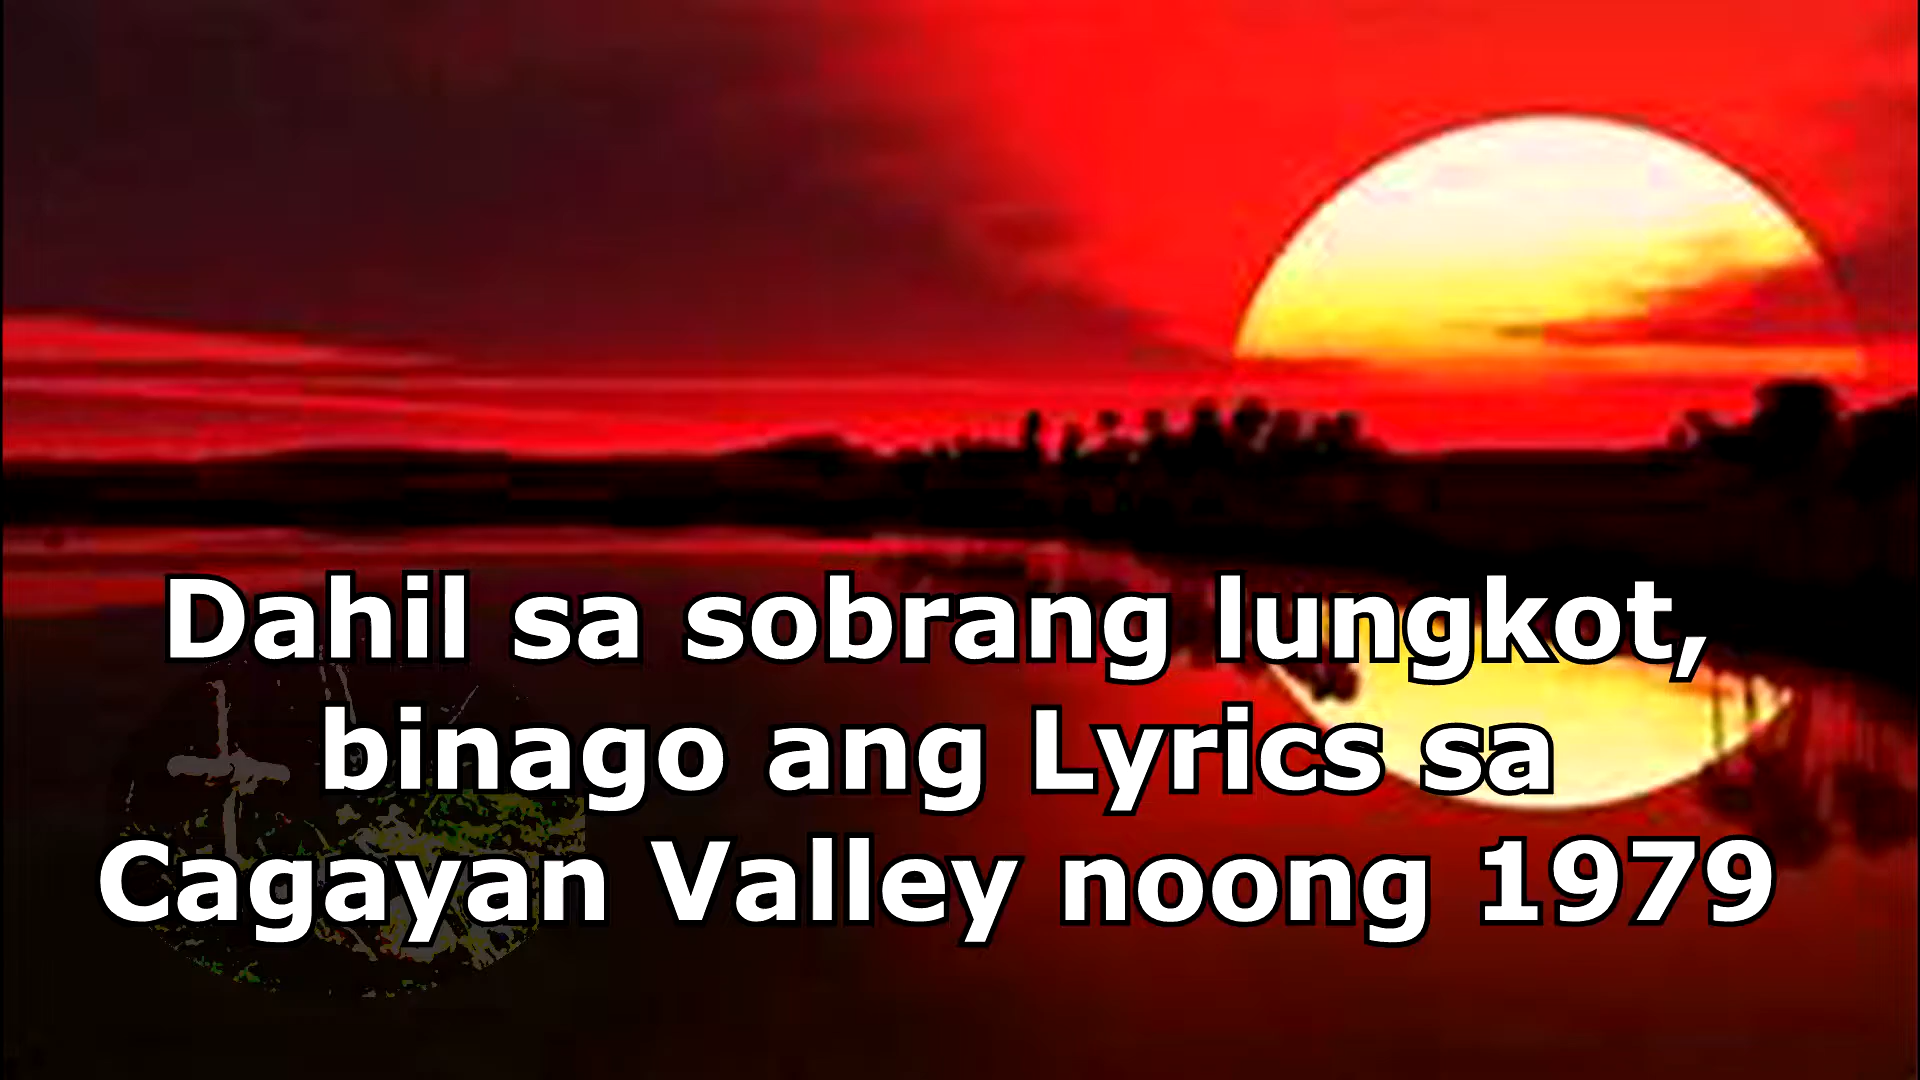 Dahil sa sobrang lungkot,
binago ang Lyrics sa
Cagayan Valley noong 1979